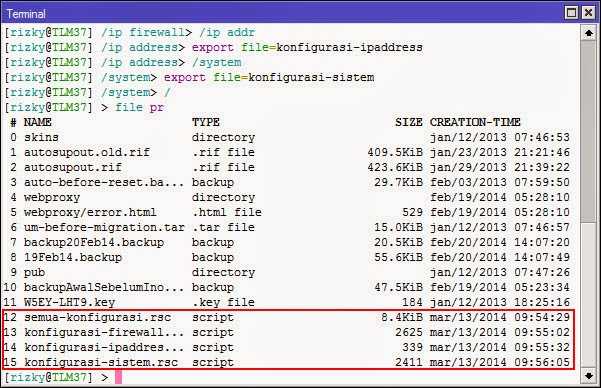 Terminal
[rizky@TLM37] /ip firewall> /ip addr
[rizky@TLM37] /ip address> export file=konfigurasi-ipaddress
[rizky@TLM37] /ip address> /system
[rizky@TLM37] /system> export file=konfigurasi-sistem
[rizky@TLM37] /system> /
[rizky@TLM37] > file pr
# NAME TYPE SIZE CREATION-TIME
0 skins directory jan/12/2013 07:46:53
1 autosupout.old.rif .rif file 409.5KiB jan/23/2013 21:21:46
2 autosupout.rif .rif file 423.6KiB jan/29/2013 21:39:22
3 auto-before-reset.ba... backup 29.7KiB feb/03/2013 07:59:50
4 webproxy directory feb/19/2014 05:28:10
5 webproxy/error.html .html file 529 feb/19/2014 05:28:10
6 um-before-migration.tar .tar file 15.0KiB jan/12/2013 07:46:57
7 backup20Feb14.backup backup 20.5KiB feb/20/2014 14:07:20
8 19Feb14.backup backup 55.6KiB feb/20/2014 14:07:49
9 pub directory jan/12/2013 07:47:26
10 backupAwalSebelumIno... backup 47.5KiB feb/19/2014 05:23:34
11 W5EY-LHT9.key .key file 184 jan/12/2013 18:25:16
12 semua-konfigurasi.rsc script 8.4KiB mar/13/2014 09:54:29
13 konfigurasi-firewall... script 2625 mar/13/2014 09:55:02
14 konfigurasi-ipaddres... script 339 mar/13/2014 09:55:32
15 konfigurasi-sistem.rsc script 2411 mar/13/2014 09:56:05
[rizky@TLM37] >